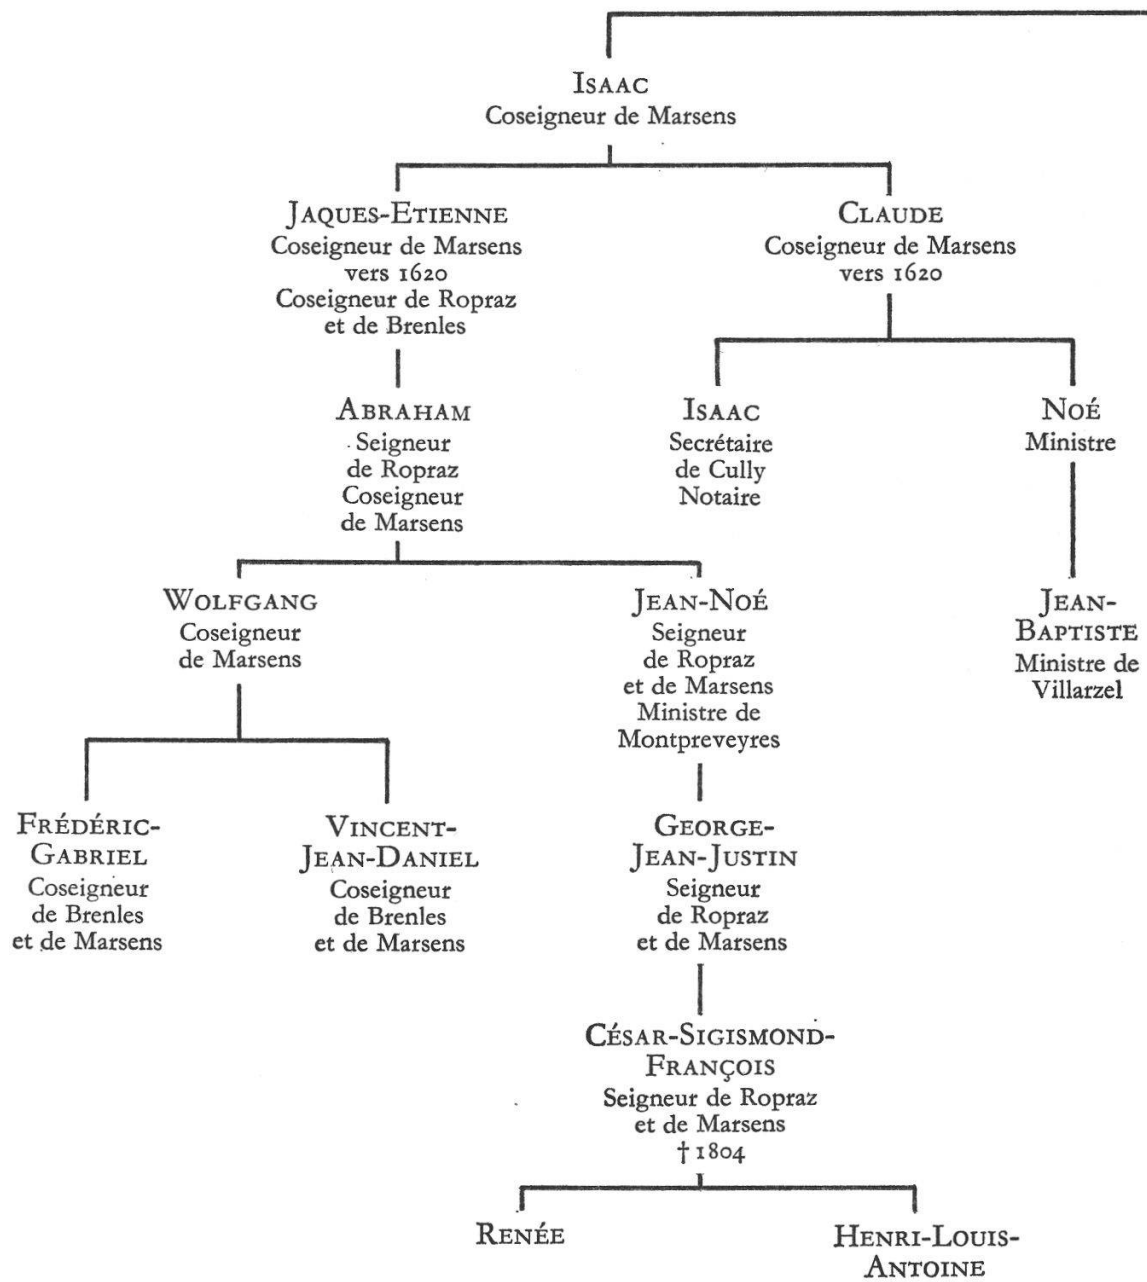 ISAAC
Coseigneur de Marsens
JAQUES-ETIENNE
Coseigneur de Marsens
vers 1620
Coseigneur de Ropraz
et de Brenles
CLAUDE
Coseigneur de Marsens
vers 1620
ABRAHAM
Seigneur
de Ropraz
Coseigneur
de Marsens
ISAAC
Secrétaire
de Cully
Notaire
NOÉ
Ministre
WOLFGANG
Coseigneur
de Marsens
JEAN-NOÉ
Seigneur
de Ropraz
et de Marsens
Ministre de
Montpreveyres
JEAN-
BAPTISTE
Ministre de
Villarzel
FRÉDÉRIC-
GABRIEL
Coseigneur
de Brenles
et de Marsens
VINCENT-
JEAN-DANIEL
Coseigneur
de Brenles
et de Marsens
GEORGE-
JEAN-JUSTIN
Seigneur
de Ropraz
et de Marsens
CÉSAR-SIGISMOND-
FRANÇOIS
Seigneur de Ropraz
et de Marsens
† 1804
RENÉE
HENRI-LOUIS-
ANTOINE